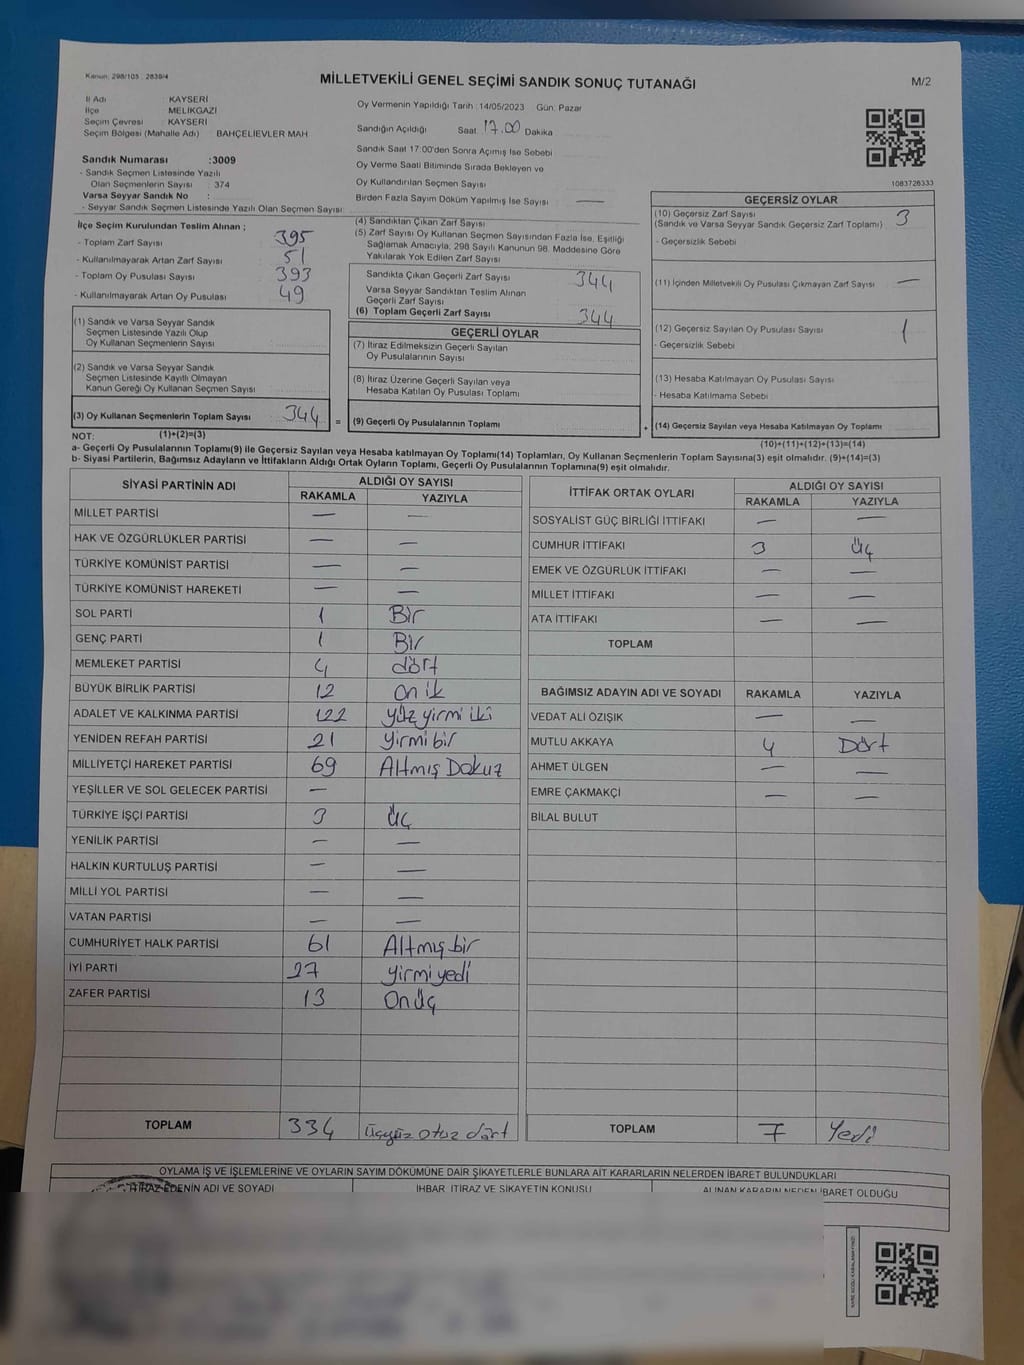 Kanun: 298/105 , 2839/4
MİLLETVEKİLİ GENEL SEÇİMİ SANDIK SONUÇ TUTANAĞI
M/2
İl Adı KAYSERİ
İlçe MELİKGAZİ
Seçim Çevresi : KAYSERİ
Seçim Bölgesi (Mahalle Adı) : BAHÇELİEVLER MAH
Sandık Numarası :3009
- Sandık Seçmen Listesinde Yazılı
Olan Seçmenlerin Sayısı : 374
Varsa Seyyar Sandık No :
- Seyyar Sandık Seçmen Listesinde Yazılı Olan Seçmen Sayısı:
İlçe Seçim Kurulundan Teslim Alınan ;
- Toplam Zarf Sayısı 395
- Kullanılmayarak Artan Zarf Sayısı 51
- Toplam Oy Pusulası Sayısı 393
- Kullanılmayarak Artan Oy Pusulası 49
Oy Vermenin Yapıldığı Tarih : 14/05/2023 Gün: Pazar
Sandığın Açıldığı Saat 17.00 Dakika
Sandık Saat 17:00'den Sonra Açımış İse Sebebi
Oy Verme Saati Bitiminde Sırada Bekleyen ve
Oy Kullandırılan Seçmen Sayısı
Birden Fazla Sayım Döküm Yapılmış İse Sayısı —
(4) Sandıktan Çıkan Zarf Sayısı
(5) Zarf Sayısı Oy Kullanan Seçmen Sayısından Fazla İse, Eşitliği
Sağlamak Amacıyla, 298 Sayılı Kanunun 98. Maddesine Göre
Yakılarak Yok Edilen Zarf Sayısı
Sandıkta Çıkan Geçerli Zarf Sayısı 344
Varsa Seyyar Sandıktan Teslim Alınan
Geçerli Zarf Sayısı
(6) Toplam Geçerli Zarf Sayısı 344
1083728333
GEÇERSİZ OYLAR
(10) Geçersiz Zarf Sayısı 3
(Sandık ve Varsa Seyyar Sandık Geçersiz Zarf Toplamı)
- Geçersizlik Sebebi
(11) İçinden Milletvekili Oy Pusulası Çıkmayan Zarf Sayısı —
(12) Geçersiz Sayılan Oy Pusulası Sayısı 1
- Geçersizlik Sebebi
(13) Hesaba Katılmayan Oy Pusulası Sayısı
- Hesaba Katılmama Sebebi
+ (14) Geçersiz Sayılan veya Hesaba Katılmayan Oy Toplamı
(10)+(11)+(12)+(13)=(14)
(1) Sandık ve Varsa Seyyar Sandık
Seçmen Listesinde Yazılı Olup
Oy Kullanan Seçmenlerin Sayısı
(2) Sandık ve Varsa Seyyar Sandık
Seçmen Listesinde Kayıtlı Olmayan
Kanun Gereği Oy Kullanan Seçmen Sayısı
(3) Oy Kullanan Seçmenlerin Toplam Sayısı 344 =
(1)+(2)=(3)
GEÇERLİ OYLAR
(7) İtiraz Edilmeksizin Geçerli Sayılan
Oy Pusulalarının Sayısı
(8) İtiraz Üzerine Geçerli Sayılan veya
Hesaba Katılan Oy Pusulası Toplamı
(9) Geçerli Oy Pusulalarının Toplamı
NOT:
a- Geçerli Oy Pusulalarının Toplamı(9) ile Geçersiz Sayılan veya Hesaba katılmayan Oy Toplamı(14) Toplamları, Oy Kullanan Seçmenlerin Toplam Sayısına(3) eşit olmalıdır. (9)+(14)=(3)
b- Siyasi Partilerin, Bağımsız Adayların ve İttifakların Aldığı Ortak Oyların Toplamı, Geçerli Oy Pusulalarının Toplamına(9) eşit olmalıdır.
SİYASİ PARTİNİN ADI ALDIĞI OY SAYISI
RAKAMLA YAZIYLA
MİLLET PARTİSİ — —
HAK VE ÖZGÜRLÜKLER PARTİSİ — —
TÜRKİYE KOMÜNİST PARTİSİ — —
TÜRKİYE KOMÜNİST HAREKETİ — —
SOL PARTİ 1 Bir
GENÇ PARTİ 1 Bir
MEMLEKET PARTİSİ 4 dört
BÜYÜK BİRLİK PARTİSİ 12 on ik
ADALET VE KALKINMA PARTİSİ 122 yüz yirmi iki
YENİDEN REFAH PARTİSİ 21 yirmi bir
MİLLİYETÇİ HAREKET PARTİSİ 69 Altmış Dokuz
YEŞİLLER VE SOL GELECEK PARTİSİ —
TÜRKİYE İŞÇİ PARTİSİ 3 üç
YENİLİK PARTİSİ — —
HALKIN KURTULUŞ PARTİSİ — —
MİLLİ YOL PARTİSİ — —
VATAN PARTİSİ — —
CUMHURİYET HALK PARTİSİ 61 Altmış bir
İYİ PARTİ 27 yirmi yedi
ZAFER PARTİSİ 13 on üç
TOPLAM 334 üçyüz otuz dört
İTTİFAK ORTAK OYLARI ALDIĞI OY SAYISI
RAKAMLA YAZIYLA
SOSYALİST GÜÇ BİRLİĞİ İTTİFAKI — —
CUMHUR İTTİFAKI 3 üç
EMEK VE ÖZGÜRLÜK İTTİFAKI — —
MİLLET İTTİFAKI — —
ATA İTTİFAKI — —
TOPLAM
BAĞIMSIZ ADAYIN ADI VE SOYADI RAKAMLA YAZIYLA
VEDAT ALİ ÖZIŞIK — —
MUTLU AKKAYA 4 Dört
AHMET ÜLGEN — —
EMRE ÇAKMAKÇİ — —
BİLAL BULUT
TOPLAM 7 Yedi
OYLAMA İŞ VE İŞLEMLERİNE VE OYLARIN SAYIM DÖKÜMÜNE DAİR ŞİKAYETLERLE BUNLARA AİT KARARLARIN NELERDEN İBARET BULUNDUKLARI
İTİRAZ EDENİN ADI VE SOYADI İHBAR, İTİRAZ VE ŞİKAYETİN KONUSU ALINAN KARARIN NEDEN İBARET OLDUĞU